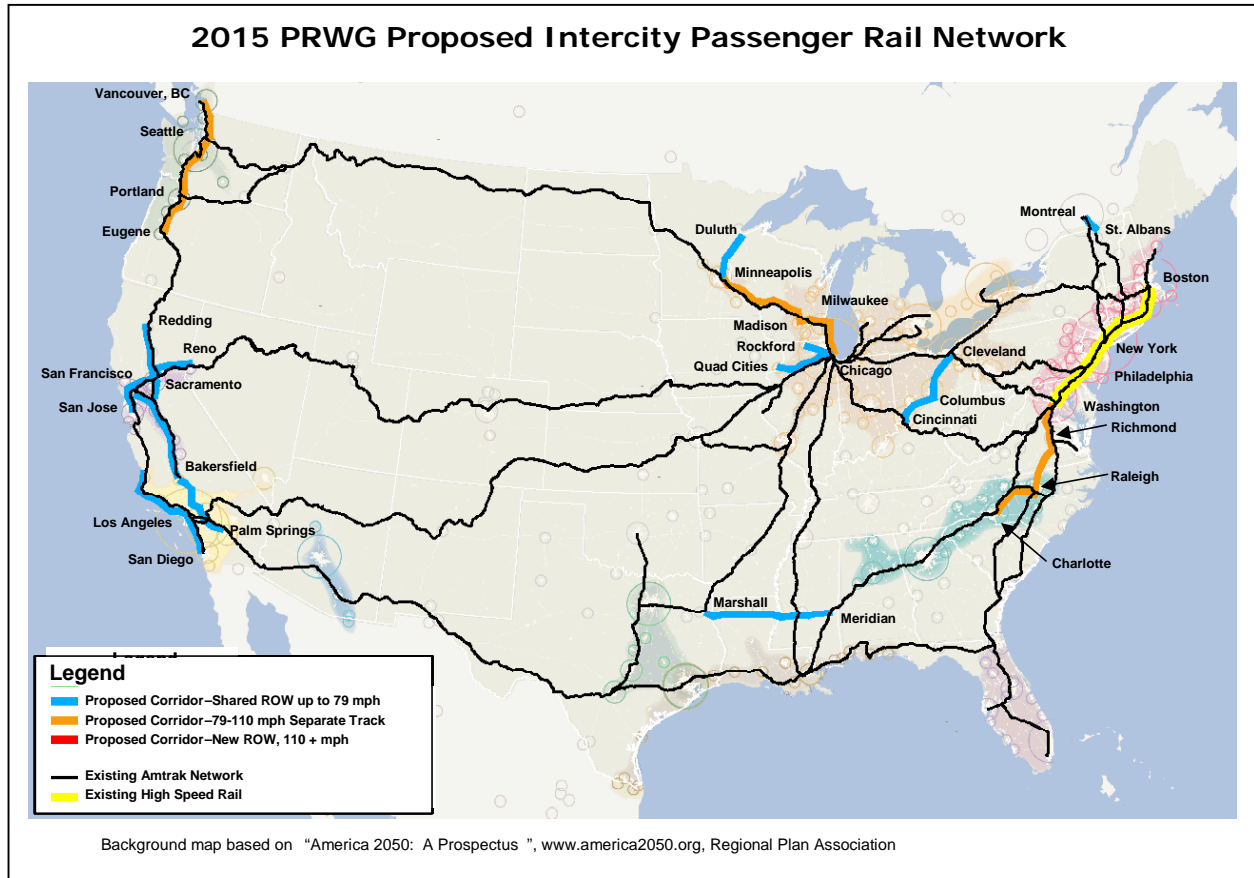 2015 PRWG Proposed Intercity Passenger Rail Network
Vancouver, BC
Seattle
Portland
Eugene
Redding
Reno
San Francisco
Sacramento
San Jose
Bakersfield
Los Angeles
Palm Springs
San Diego
Duluth
Minneapolis
Milwaukee
Madison
Rockford
Quad Cities
Chicago
Cleveland
Columbus
Cincinnati
Marshall
Meridian
Montreal
St. Albans
Boston
New York
Philadelphia
Washington
Richmond
Raleigh
Charlotte
Legend
Proposed Corridor–Shared ROW up to 79 mph
Proposed Corridor–79-110 mph Separate Track
Proposed Corridor–New ROW, 110 + mph
Existing Amtrak Network
Existing High Speed Rail
Background map based on “America 2050: A Prospectus ”, www.america2050.org, Regional Plan Association